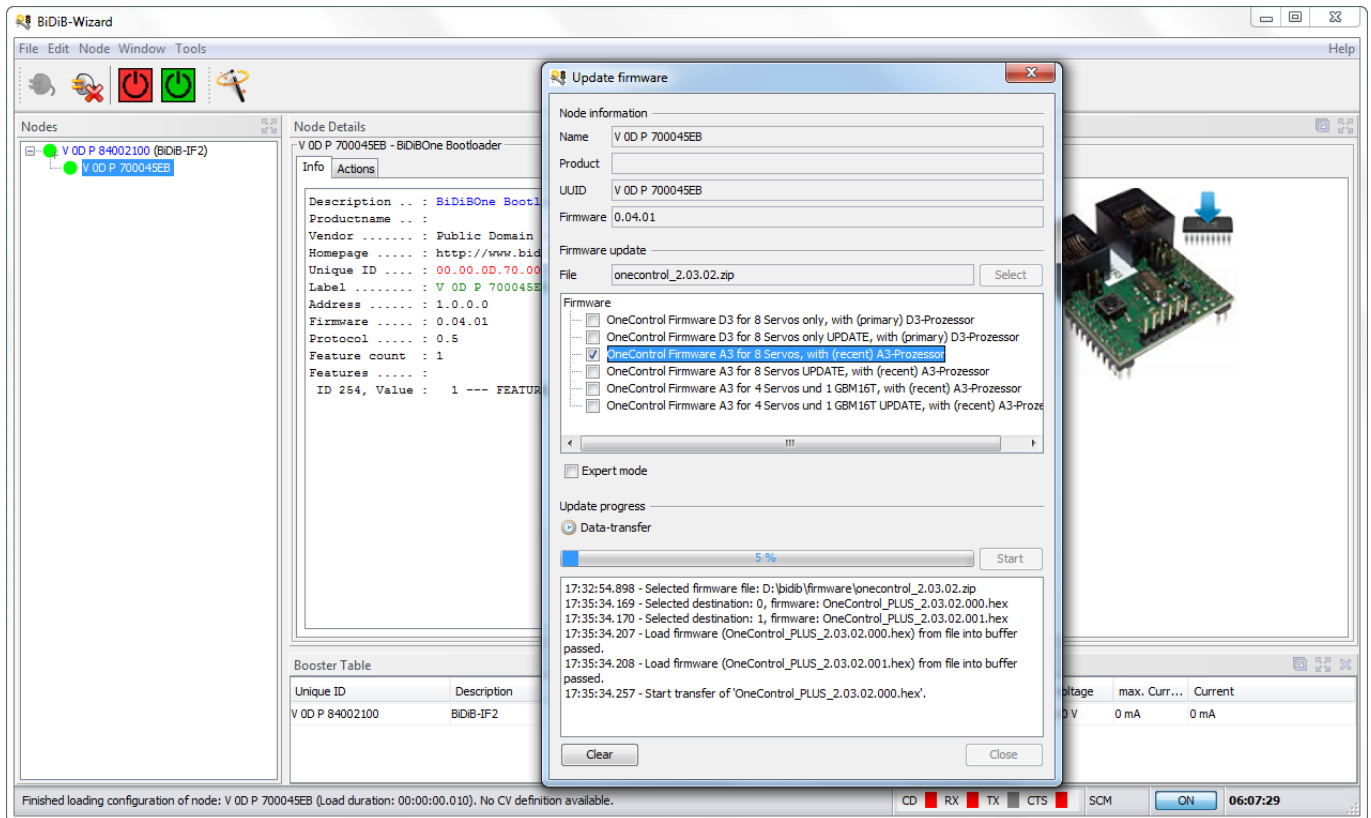 BiDiB-Wizard
File Edit Node Window Tools
Help
Nodes
V 0D P 84002100 (BiDiB-IF2)
V 0D P 700045EB
Node Details
V 0D P 700045EB - BiDiBOne Bootloader
Info Actions
Description .. : BiDiBOne Bootl
Productname .. :
Vendor ....... : Public Domain
Homepage ..... : http://www.bid
Unique ID .... : 00.00.0D.70.00
Label ........ : V 0D P 700045E
Address ...... : 1.0.0.0
Firmware ..... : 0.04.01
Protocol ..... : 0.5
Feature count : 1
Features ..... :
ID 254, Value : 1 --- FEATUR
Booster Table
Unique ID Description
oltage max. Curr... Current
V 0D P 84002100 BiDiB-IF2
0 V 0 mA 0 mA
Update firmware
Node information
Name V 0D P 700045EB
Product
UUID V 0D P 700045EB
Firmware 0.04.01
Firmware update
File onecontrol_2.03.02.zip Select
Firmware
OneControl Firmware D3 for 8 Servos only, with (primary) D3-Prozessor
OneControl Firmware D3 for 8 Servos only UPDATE, with (primary) D3-Prozessor
OneControl Firmware A3 for 8 Servos, with (recent) A3-Prozessor
OneControl Firmware A3 for 8 Servos UPDATE, with (recent) A3-Prozessor
OneControl Firmware A3 for 4 Servos und 1 GBM16T, with (recent) A3-Prozessor
OneControl Firmware A3 for 4 Servos und 1 GBM16T UPDATE, with (recent) A3-Proze
Expert mode
Update progress
Data-transfer
5 % Start
17:32:54.898 - Selected firmware file: D:\bidib\firmware\onecontrol_2.03.02.zip
17:35:34.169 - Selected destination: 0, firmware: OneControl_PLUS_2.03.02.000.hex
17:35:34.170 - Selected destination: 1, firmware: OneControl_PLUS_2.03.02.001.hex
17:35:34.207 - Load firmware (OneControl_PLUS_2.03.02.000.hex) from file into buffer
passed.
17:35:34.208 - Load firmware (OneControl_PLUS_2.03.02.001.hex) from file into buffer
passed.
17:35:34.257 - Start transfer of 'OneControl_PLUS_2.03.02.000.hex'.
Clear Close
Finished loading configuration of node: V 0D P 700045EB (Load duration: 00:00:00.010). No CV definition available.
CD RX TX CTS SCM ON 06:07:29